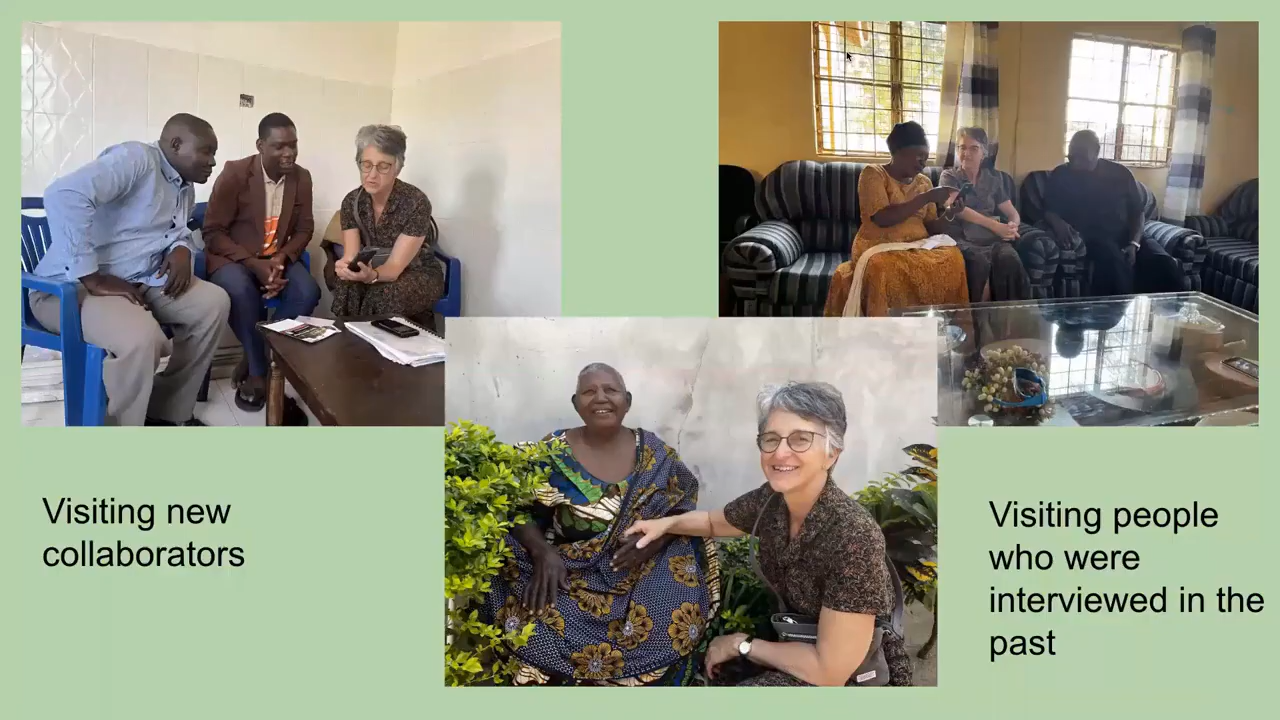 Visiting new
collaborators
Visiting people
who were
interviewed in the
past